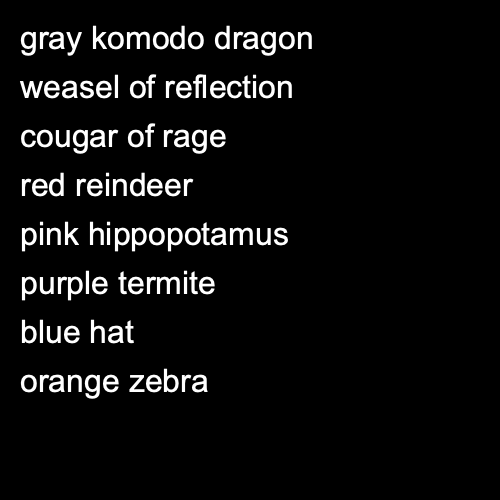 gray komodo dragon
weasel of reflection
cougar of rage
red reindeer
pink hippopotamus
purple termite
blue hat
orange zebra